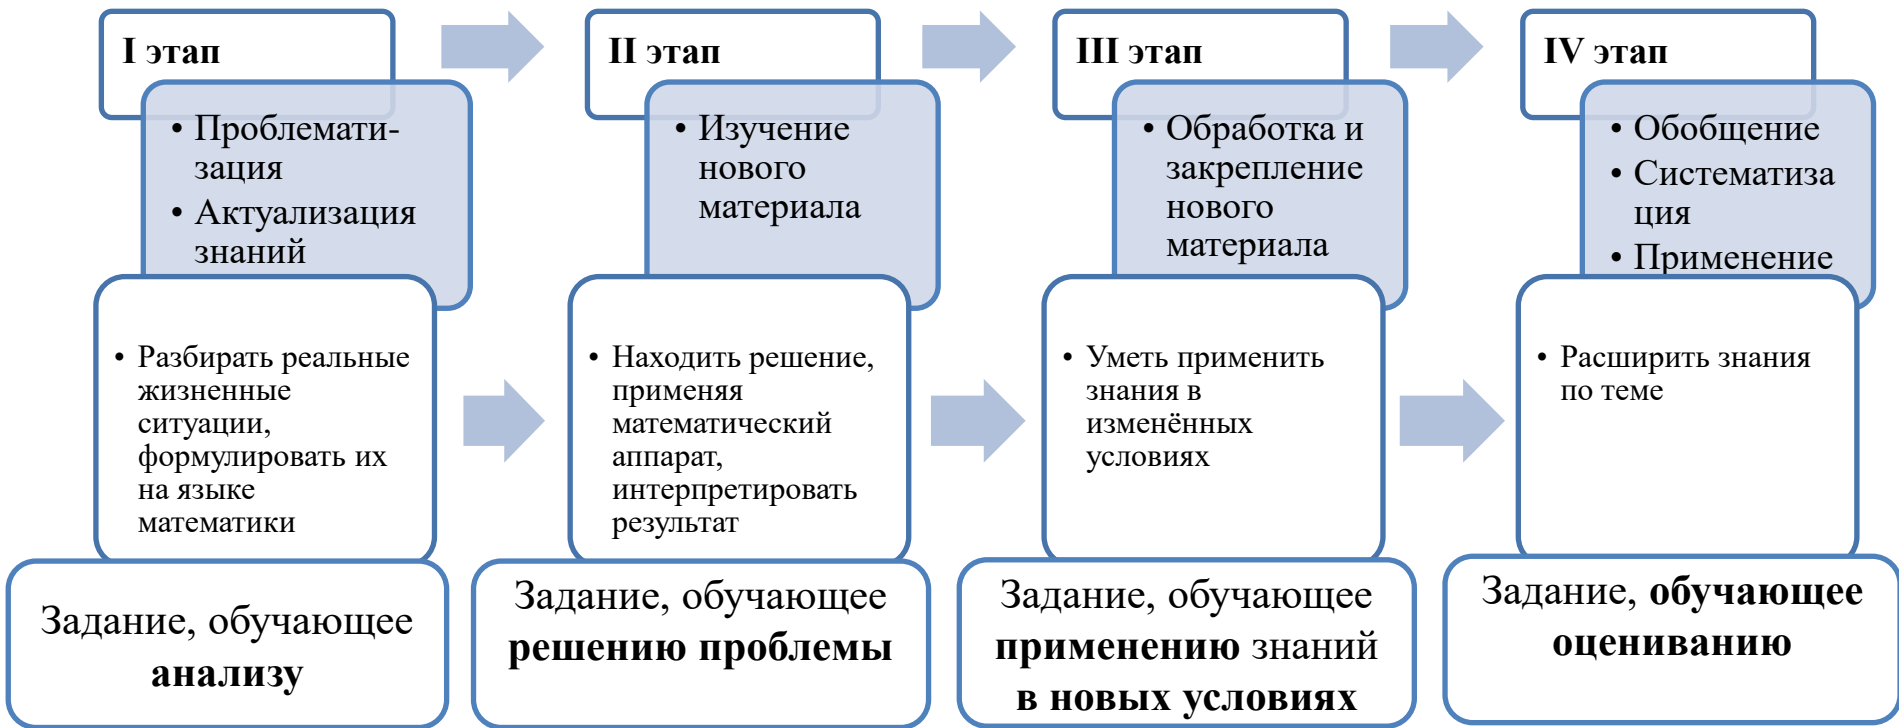 I этап
• Проблемати-
зация
• Актуализация
знаний
• Разбирать реальные
жизненные
ситуации,
формулировать их
на языке
математики
Задание, обучающее
анализу
II этап
• Изучение
нового
материала
• Находить решение,
применяя
математический
аппарат,
интерпретировать
результат
Задание, обучающее
решению проблемы
III этап
• Обработка и
закрепление
нового
материала
• Уметь применить
знания в
изменённых
условиях
Задание, обучающее
применению знаний
в новых условиях
IV этап
• Обобщение
• Систематиза
ция
• Применение
• Расширить знания
по теме
Задание, обучающее
оцениванию